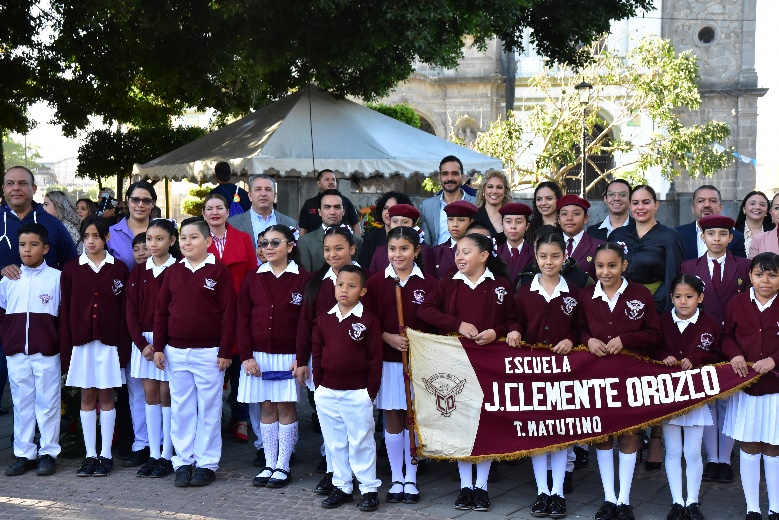 ESCUELA
J. CLEMENTE OROZCO
T. MATUTINO